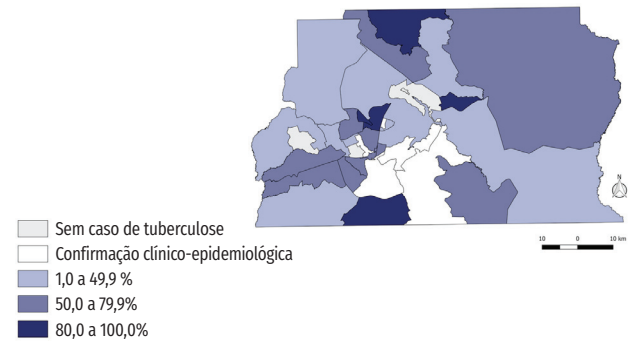 N
10 0 10 km
Sem caso de tuberculose
Confirmação clínico-epidemiológica
1,0 a 49,9 %
50,0 a 79,9%
80,0 a 100,0%